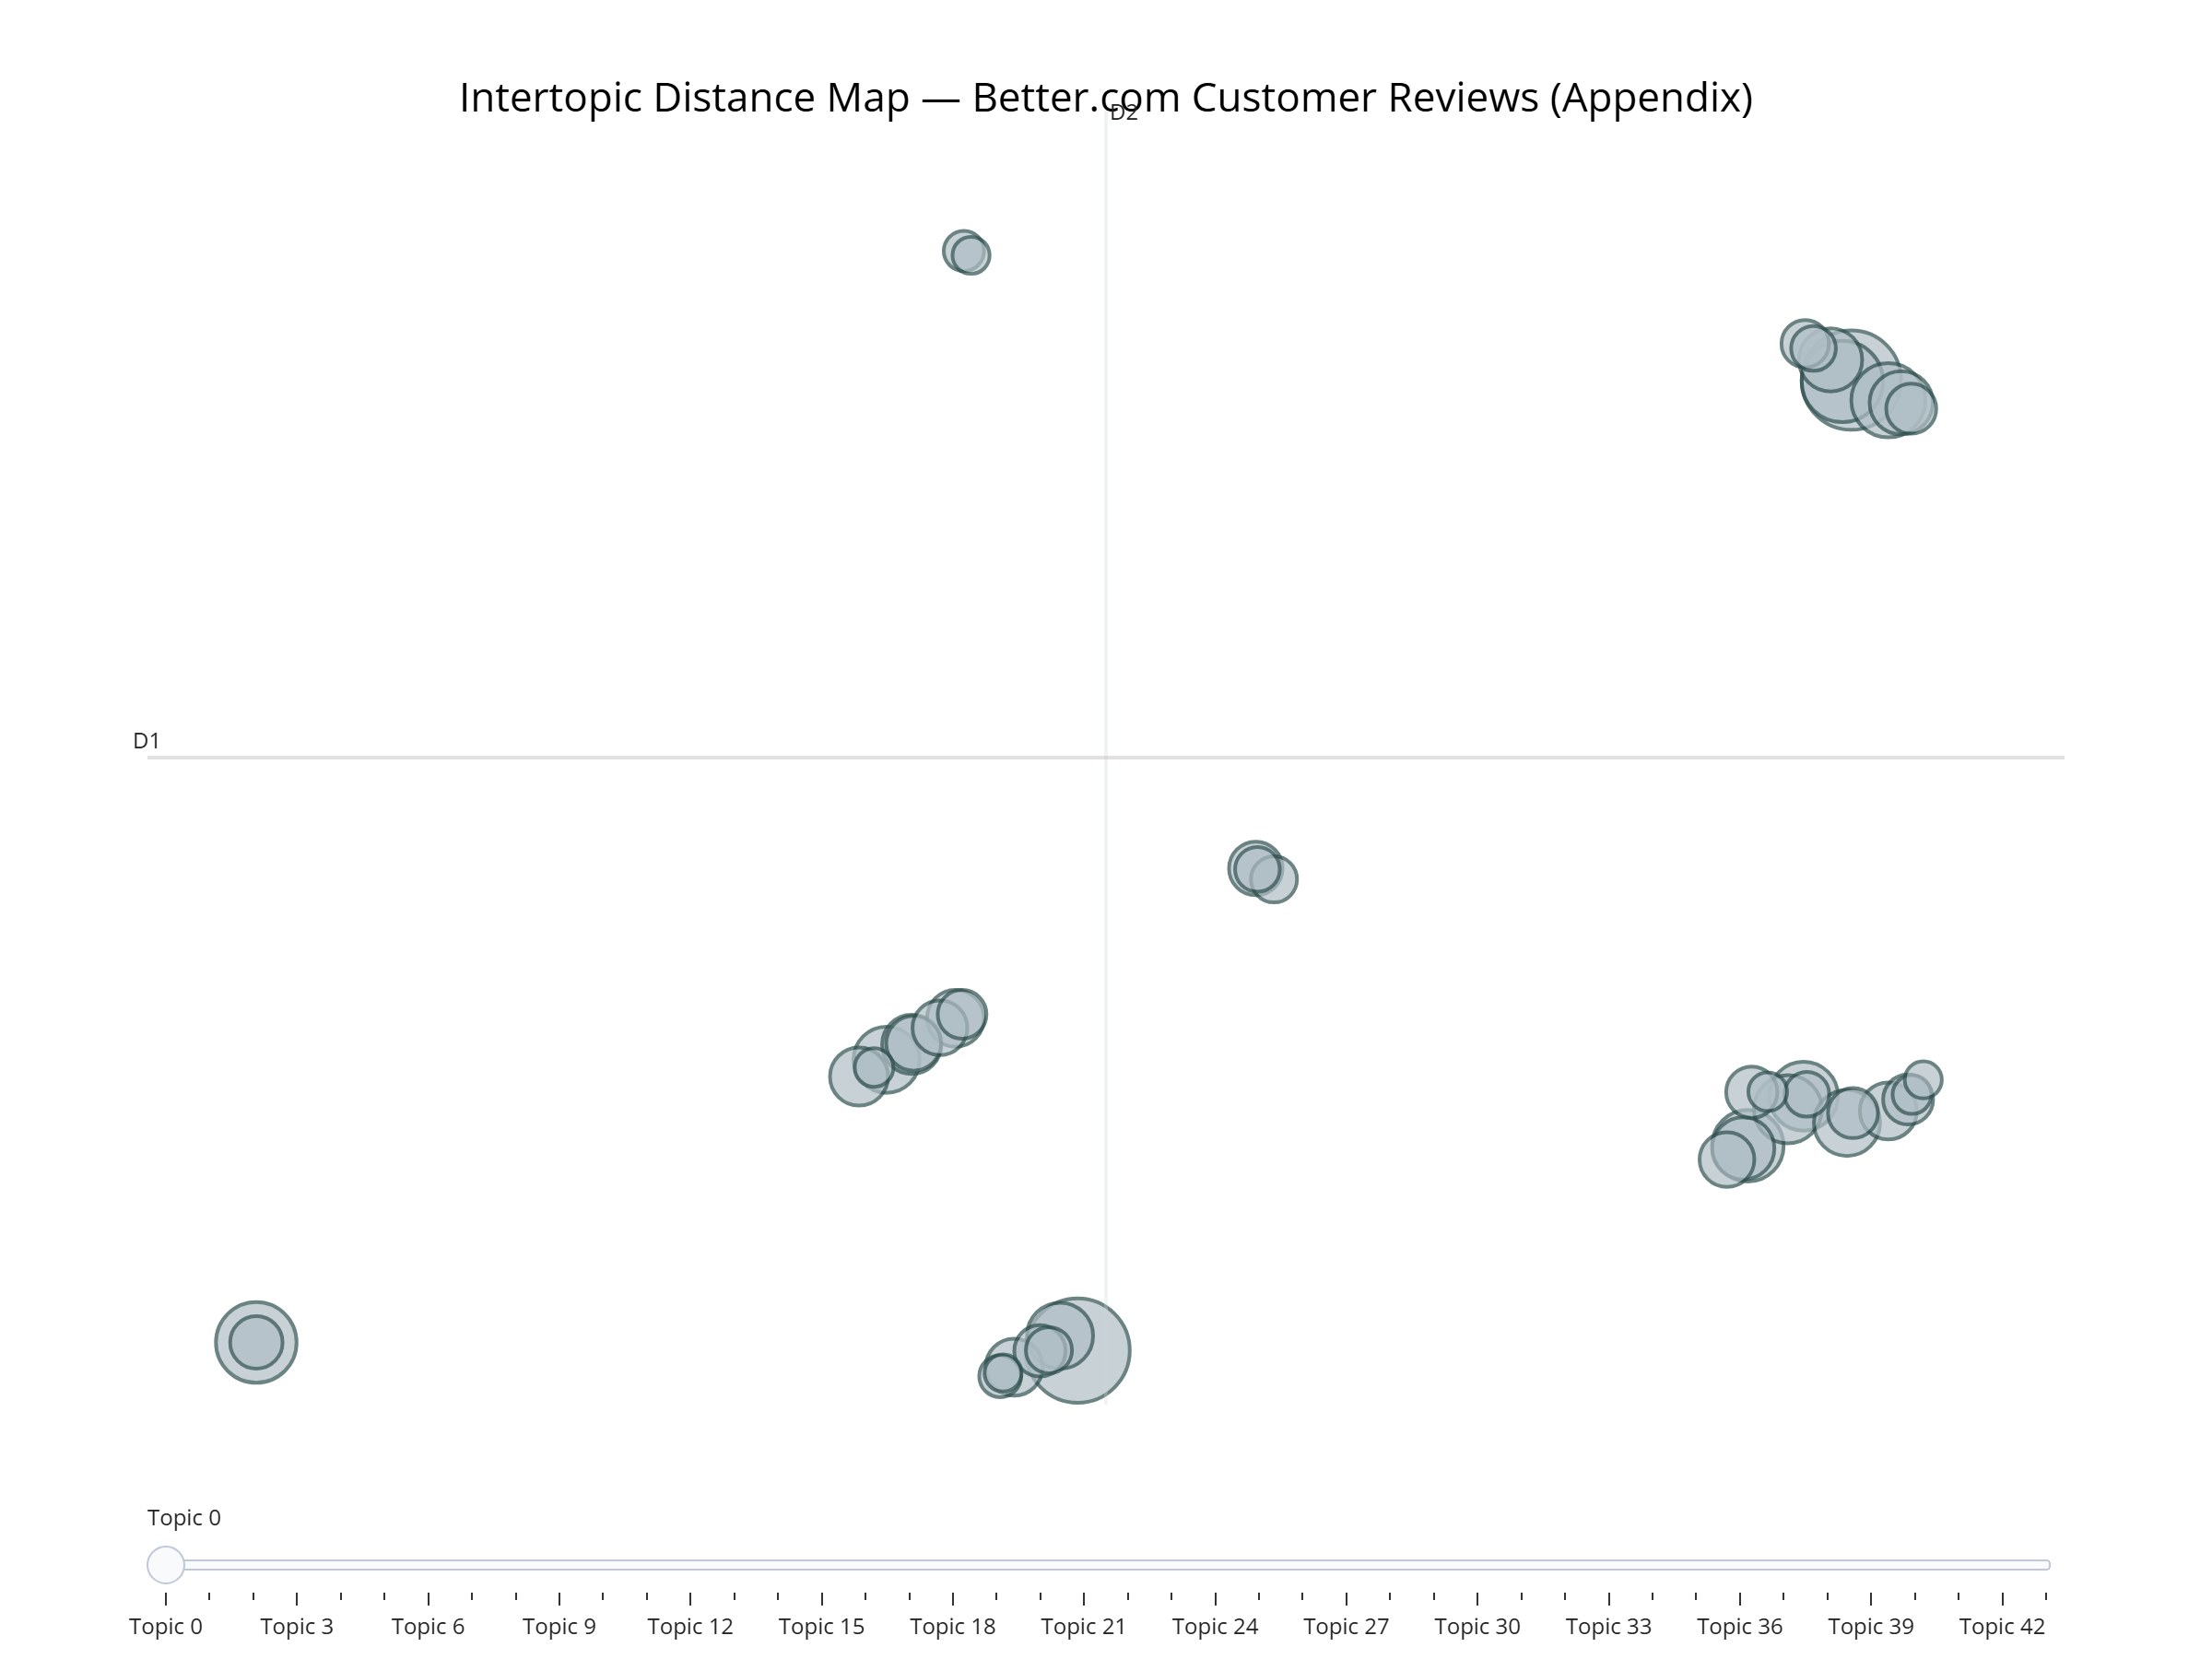 Intertopic Distance Map — Better.com Customer Reviews (Appendix)
D2
D1
Topic 0
Topic 0 Topic 3 Topic 6 Topic 9 Topic 12 Topic 15 Topic 18 Topic 21 Topic 24 Topic 27 Topic 30 Topic 33 Topic 36 Topic 39 Topic 42